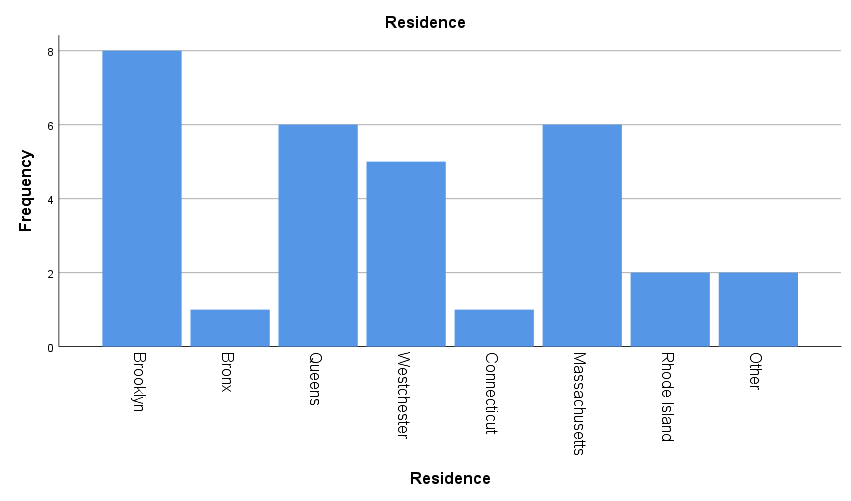 Residence
8
6
4
2
0
Frequency
Brooklyn
Bronx
Queens
Westchester
Connecticut
Massachusetts
Rhode Island
Other
Residence